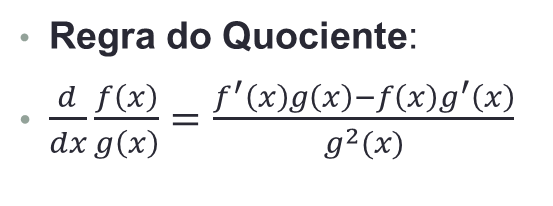 • Regra do Quociente:
• d/dx f(x)/g(x) = f′(x)g(x)−f(x)g′(x)/g²(x)